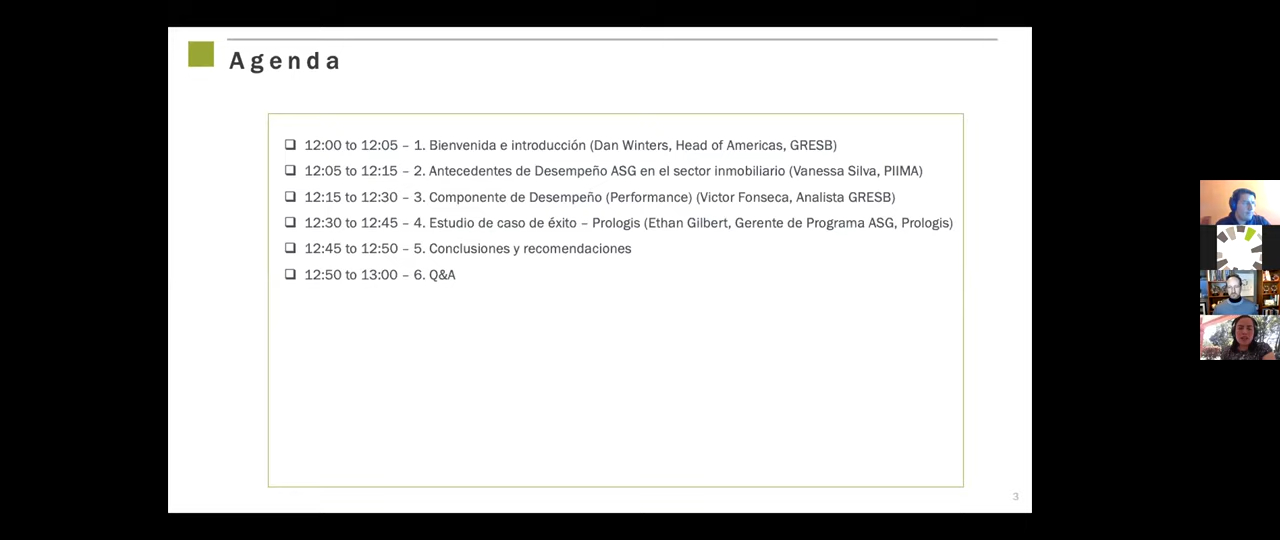 Agenda
❑ 12:00 to 12:05 – 1. Bienvenida e introducción (Dan Winters, Head of Americas, GRESB)
❑ 12:05 to 12:15 – 2. Antecedentes de Desempeño ASG en el sector inmobiliario (Vanessa Silva, PIIMA)
❑ 12:15 to 12:30 – 3. Componente de Desempeño (Performance) (Victor Fonseca, Analista GRESB)
❑ 12:30 to 12:45 – 4. Estudio de caso de éxito – Prologis (Ethan Gilbert, Gerente de Programa ASG, Prologis)
❑ 12:45 to 12:50 – 5. Conclusiones y recomendaciones
❑ 12:50 to 13:00 – 6. Q&A
3